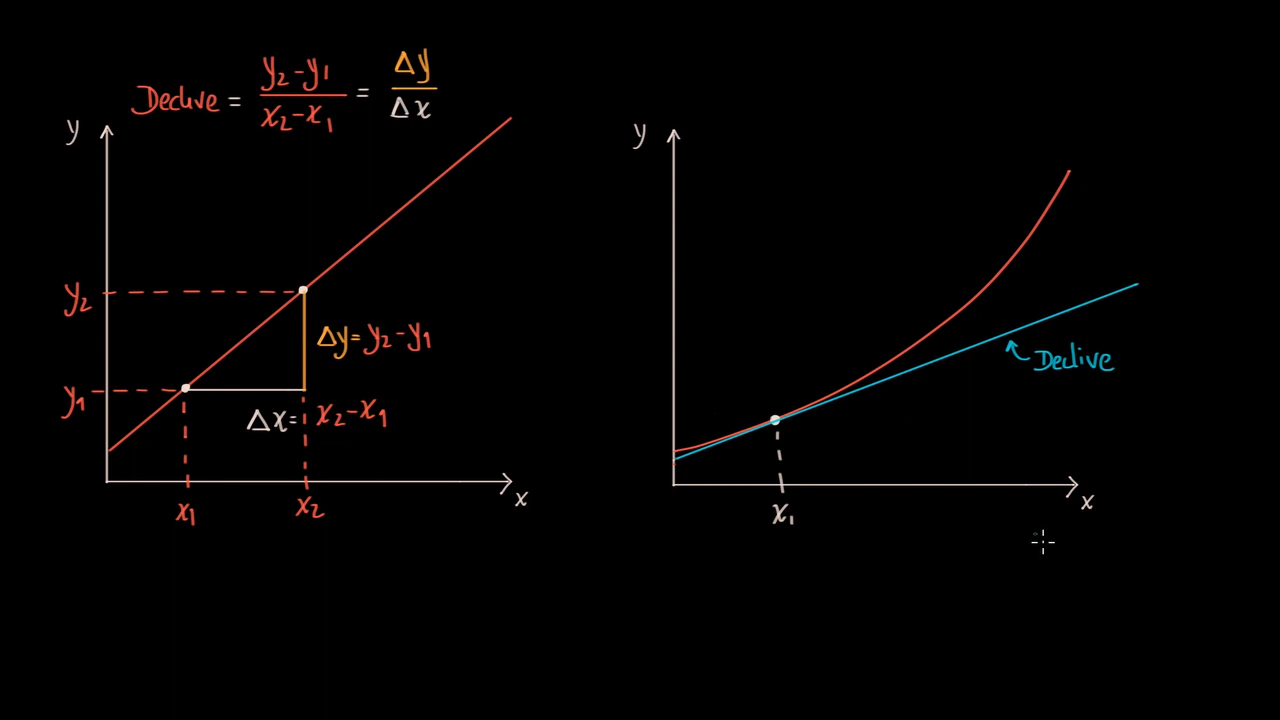 Declive = y₂-y₁ / x₂-x₁ = Δy / Δx
y
y₂
y₁
Δy= y₂-y₁
Δx= x₂-x₁
x₁
x₂
x
y
Declive
x₁
x